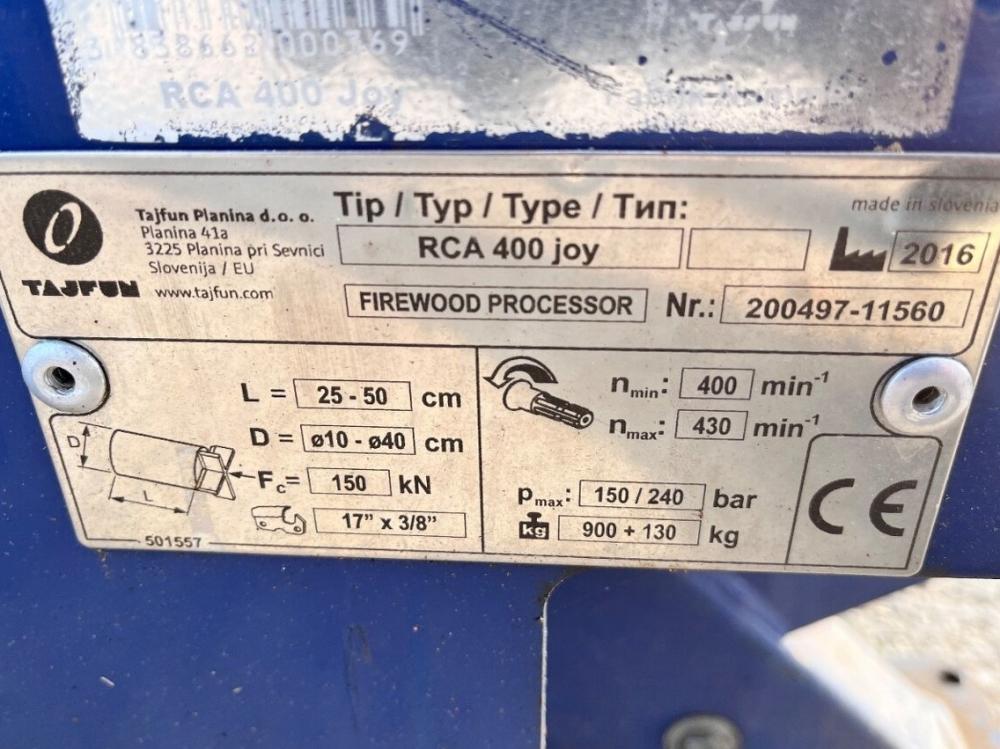 000369
RCA 400 Joy
TAJFUN
Tajfun Planina d.o.o.
Planina 41a
3225 Planina pri Sevnici
Slovenija / EU
www.tajfun.com
Tip / Typ / Type / Тип:
made in slovenia
RCA 400 joy
2016
FIREWOOD PROCESSOR
Nr.: 200497-11560
L = 25 - 50 cm
D = ø10 - ø40 cm
Fc= 150 kN
17” x 3/8”
D
L
501557
nmin: 400 min-1
nmax: 430 min-1
pmax: 150 / 240 bar
kg 900 + 130 kg
CE